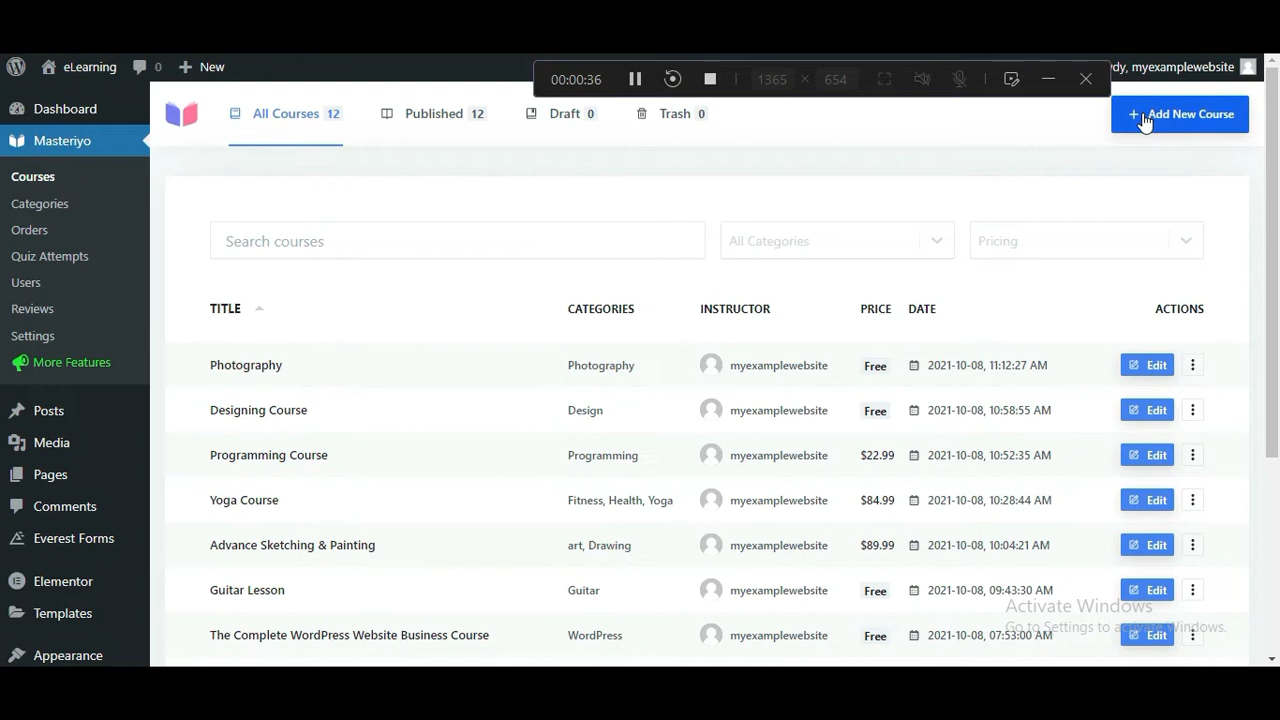 eLearning 0 New
00:00:36 1365 × 654
dy, myexamplewebsite
Dashboard
Masteriyo
Courses
Categories
Orders
Quiz Attempts
Users
Reviews
Settings
More Features
Posts
Media
Pages
Comments
Everest Forms
Elementor
Templates
Appearance
All Courses 12 Published 12 Draft 0 Trash 0
+ Add New Course
Search courses All Categories Pricing
TITLE CATEGORIES INSTRUCTOR PRICE DATE ACTIONS
Photography Photography myexamplewebsite Free 2021-10-08, 11:12:27 AM Edit
Designing Course Design myexamplewebsite Free 2021-10-08, 10:58:55 AM Edit
Programming Course Programming myexamplewebsite $22.99 2021-10-08, 10:52:35 AM Edit
Yoga Course Fitness, Health, Yoga myexamplewebsite $84.99 2021-10-08, 10:28:44 AM Edit
Advance Sketching & Painting art, Drawing myexamplewebsite $89.99 2021-10-08, 10:04:21 AM Edit
Guitar Lesson Guitar myexamplewebsite Free 2021-10-08, 09:43:30 AM Edit
The Complete WordPress Website Business Course WordPress myexamplewebsite Free 2021-10-08, 07:53:00 AM Edit
Activate Windows
Go to Settings to activate Windows.